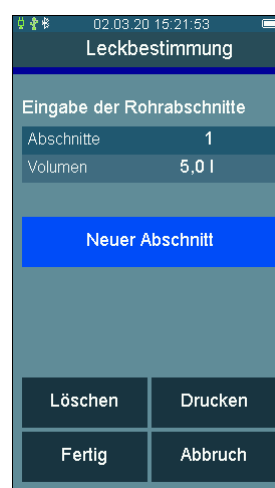 02.03.20 15:21:53
Leckbestimmung
Eingabe der Rohrabschnitte
Abschnitte 1
Volumen 5,0 l
Neuer Abschnitt
Löschen Drucken
Fertig Abbruch